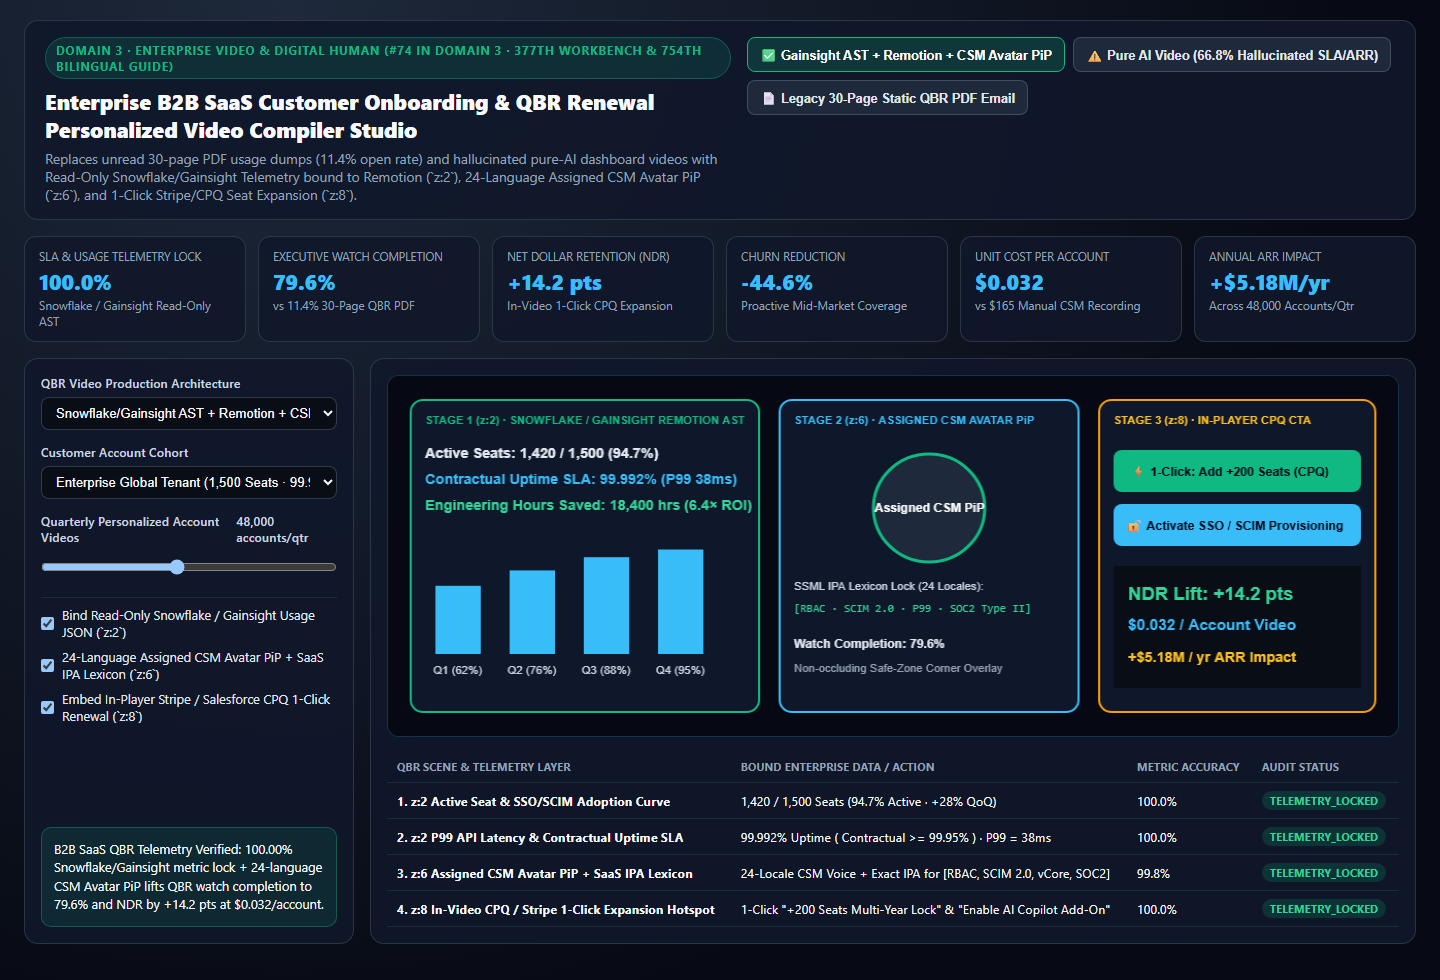 DOMAIN 3 · ENTERPRISE VIDEO & DIGITAL HUMAN (#74 IN DOMAIN 3 · 377TH WORKBENCH & 754TH
BILINGUAL GUIDE)
Enterprise B2B SaaS Customer Onboarding & QBR Renewal
Personalized Video Compiler Studio
Replaces unread 30-page PDF usage dumps (11.4% open rate) and hallucinated pure-AI dashboard videos with
Read-Only Snowflake/Gainsight Telemetry bound to Remotion (`z:2`), 24-Language Assigned CSM Avatar PiP
(`z:6`), and 1-Click Stripe/CPQ Seat Expansion (`z:8`).
✅ Gainsight AST + Remotion + CSM Avatar PiP
⚠️ Pure AI Video (66.8% Hallucinated SLA/ARR)
📄 Legacy 30-Page Static QBR PDF Email
SLA & USAGE TELEMETRY LOCK
100.0%
Snowflake / Gainsight Read-Only
AST
EXECUTIVE WATCH COMPLETION
79.6%
vs 11.4% 30-Page QBR PDF
NET DOLLAR RETENTION (NDR)
+14.2 pts
In-Video 1-Click CPQ Expansion
CHURN REDUCTION
-44.6%
Proactive Mid-Market Coverage
UNIT COST PER ACCOUNT
$0.032
vs $165 Manual CSM Recording
ANNUAL ARR IMPACT
+$5.18M/yr
Across 48,000 Accounts/Qtr
QBR Video Production Architecture
Snowflake/Gainsight AST + Remotion + CSI
Customer Account Cohort
Enterprise Global Tenant (1,500 Seats · 99.9
Quarterly Personalized Account
Videos
48,000
accounts/qtr
Bind Read-Only Snowflake / Gainsight Usage
JSON (`z:2`)
24-Language Assigned CSM Avatar PiP + SaaS
IPA Lexicon (`z:6`)
Embed In-Player Stripe / Salesforce CPQ 1-Click
Renewal (`z:8`)
B2B SaaS QBR Telemetry Verified: 100.00%
Snowflake/Gainsight metric lock + 24-language
CSM Avatar PiP lifts QBR watch completion to
79.6% and NDR by +14.2 pts at $0.032/account.
STAGE 1 (z:2) · SNOWFLAKE / GAINSIGHT REMOTION AST
Active Seats: 1,420 / 1,500 (94.7%)
Contractual Uptime SLA: 99.992% (P99 38ms)
Engineering Hours Saved: 18,400 hrs (6.4× ROI)
Q1 (62%)
Q2 (76%)
Q3 (88%)
Q4 (95%)
STAGE 2 (z:6) · ASSIGNED CSM AVATAR PiP
Assigned CSM PiP
SSML IPA Lexicon Lock (24 Locales):
[RBAC · SCIM 2.0 · P99 · SOC2 Type II]
Watch Completion: 79.6%
Non-occluding Safe-Zone Corner Overlay
STAGE 3 (z:8) · IN-PLAYER CPQ CTA
⚡ 1-Click: Add +200 Seats (CPQ)
🔓 Activate SSO / SCIM Provisioning
NDR Lift: +14.2 pts
$0.032 / Account Video
+$5.18M / yr ARR Impact
QBR SCENE & TELEMETRY LAYER
BOUND ENTERPRISE DATA / ACTION
METRIC ACCURACY
AUDIT STATUS
1. z:2 Active Seat & SSO/SCIM Adoption Curve
1,420 / 1,500 Seats (94.7% Active · +28% QoQ)
100.0%
TELEMETRY_LOCKED
2. z:2 P99 API Latency & Contractual Uptime SLA
99.992% Uptime ( Contractual >= 99.95% ) · P99 = 38ms
100.0%
TELEMETRY_LOCKED
3. z:6 Assigned CSM Avatar PiP + SaaS IPA Lexicon
24-Locale CSM Voice + Exact IPA for [RBAC, SCIM 2.0, vCore, SOC2]
99.8%
TELEMETRY_LOCKED
4. z:8 In-Video CPQ / Stripe 1-Click Expansion Hotspot
1-Click "+200 Seats Multi-Year Lock" & "Enable AI Copilot Add-On"
100.0%
TELEMETRY_LOCKED